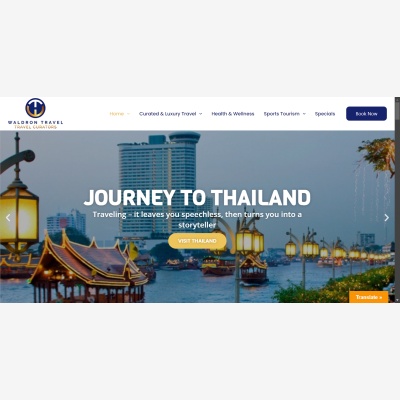 WALDRON TRAVEL
TRAVEL CURATORS
Home
Curated & Luxury Travel
Health & Wellness
Sports Tourism
Specials
Book Now
JOURNEY TO THAILAND
Traveling – it leaves you speechless, then turns you into a
storyteller
VISIT THAILAND
Translate »